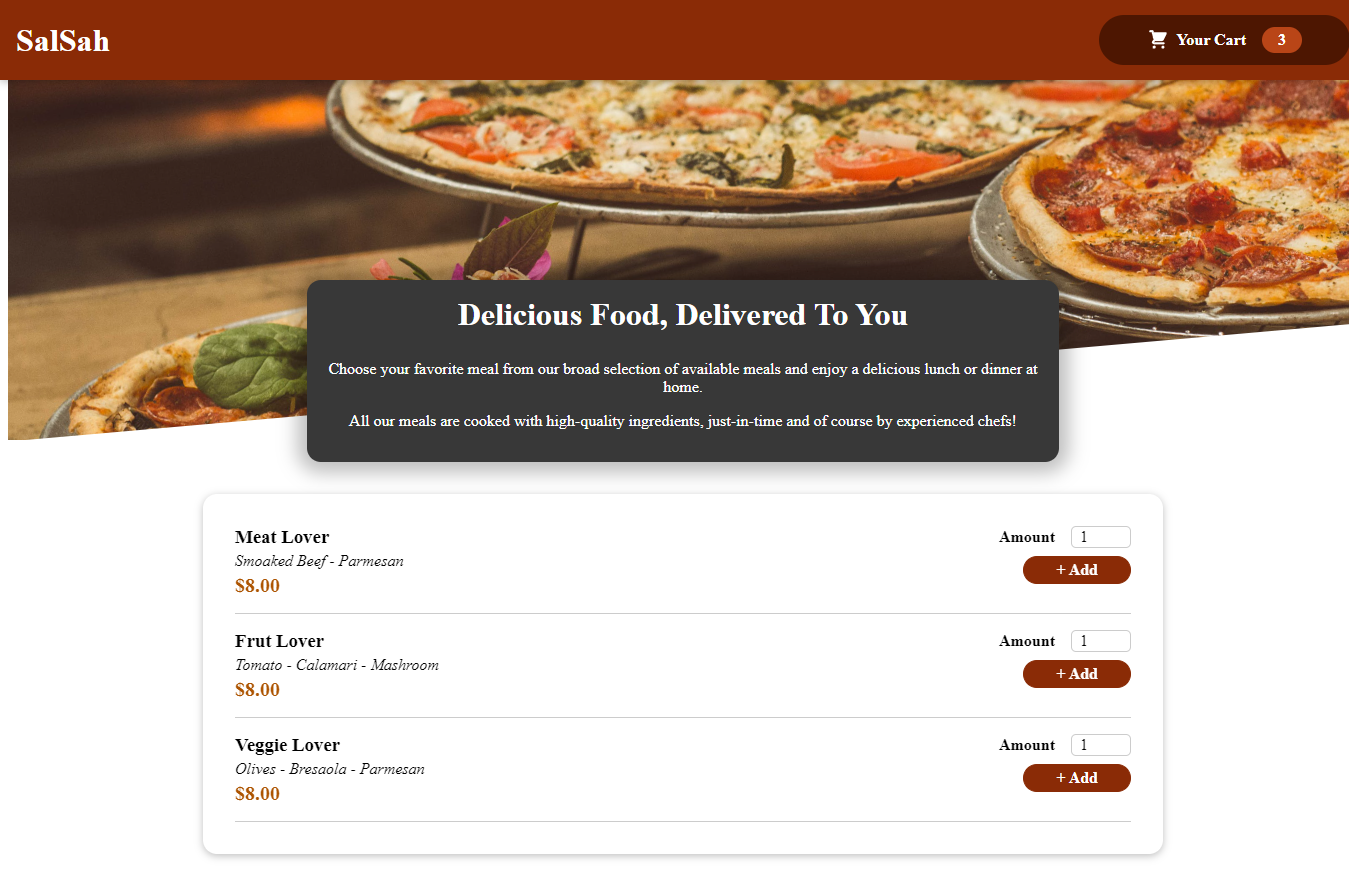 SalSah
Your Cart 3
Delicious Food, Delivered To You
Choose your favorite meal from our broad selection of available meals and enjoy a delicious lunch or dinner at
home.
All our meals are cooked with high-quality ingredients, just-in-time and of course by experienced chefs!
Meat Lover
Smoaked Beef - Parmesan
$8.00
Amount 1
+ Add
Frut Lover
Tomato - Calamari - Mashroom
$8.00
Amount 1
+ Add
Veggie Lover
Olives - Bresaola - Parmesan
$8.00
Amount 1
+ Add